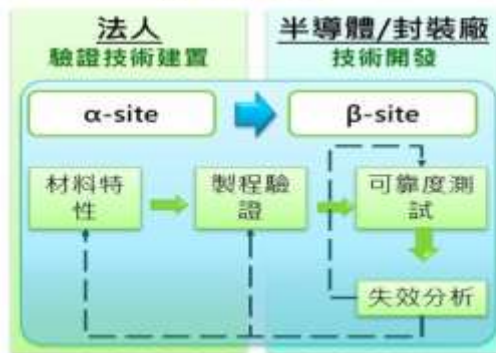 法人
驗證技術建置
半導體/封裝廠
技術開發
α-site
β-site
材料特
性
製程驗
證
可靠度測
試
失效分析